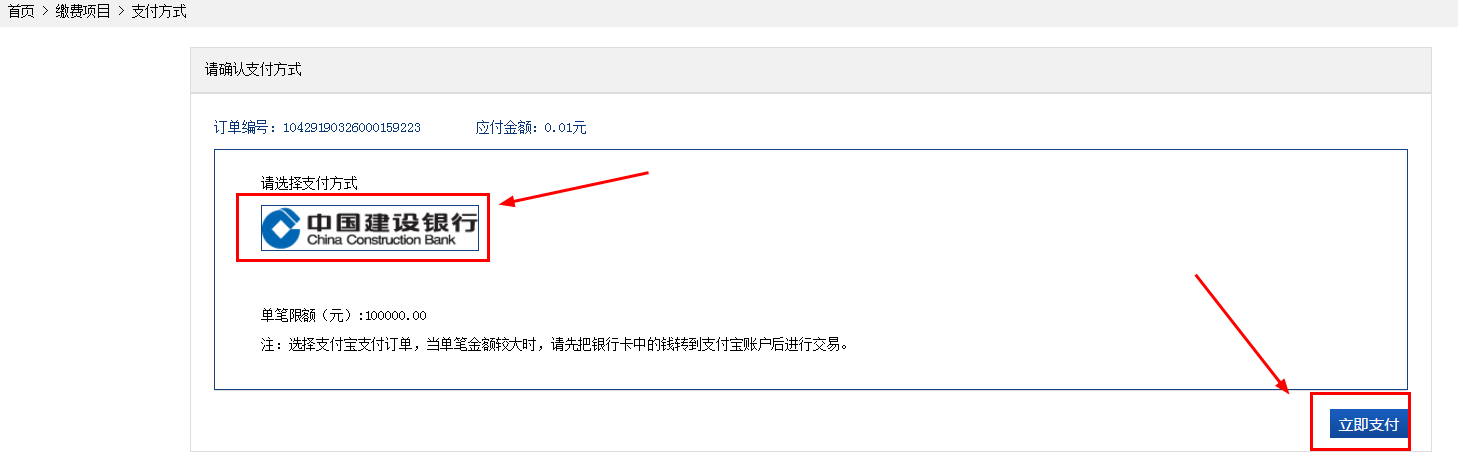 首页 > 缴费项目 > 支付方式
请确认支付方式
订单编号：10429190326000159223 应付金额：0.01元
请选择支付方式
中国建设银行
China Construction Bank
单笔限额（元）:100000.00
注：选择支付宝支付订单，当单笔金额较大时，请先把银行卡中的钱转到支付宝账户后进行交易。
立即支付